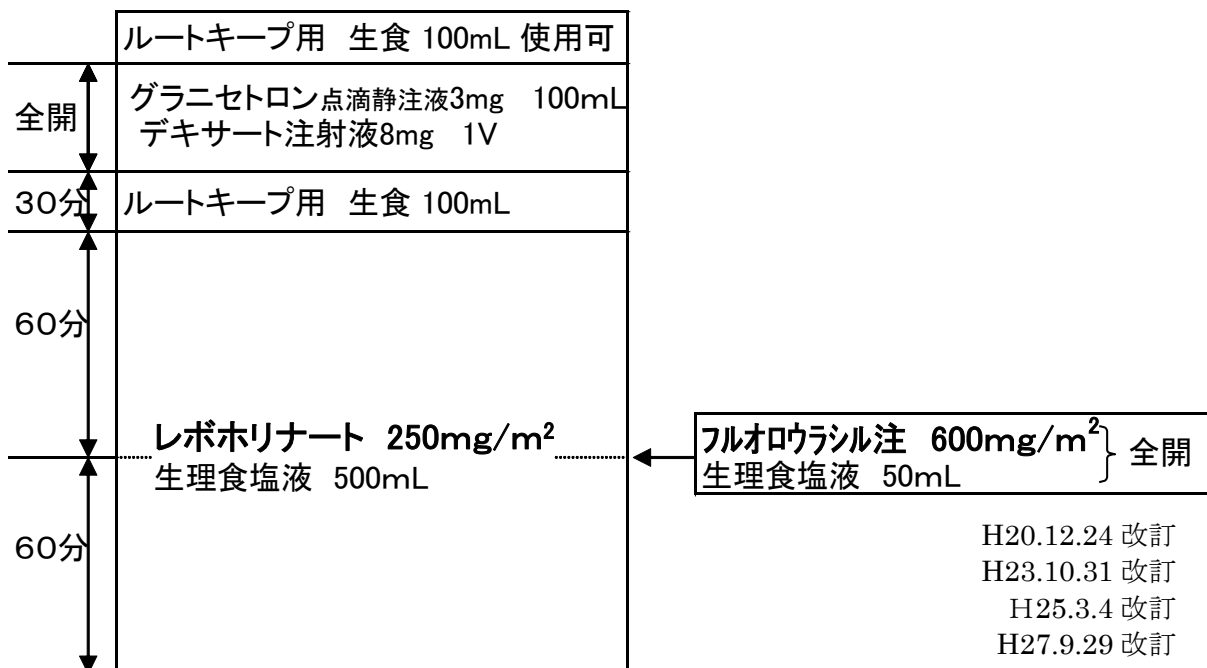 ルートキープ用 生食 100mL 使用可
全開
グラニセトロン点滴静注液3mg 100mL
デキサート注射液8mg 1V
30分
ルートキープ用 生食 100mL
60分
レボホリナート 250mg/m²
生理食塩液 500mL
フルオロウラシル注 600mg/m²
生理食塩液 50mL
全開
60分
H20.12.24 改訂
H23.10.31 改訂
H25.3.4 改訂
H27.9.29 改訂